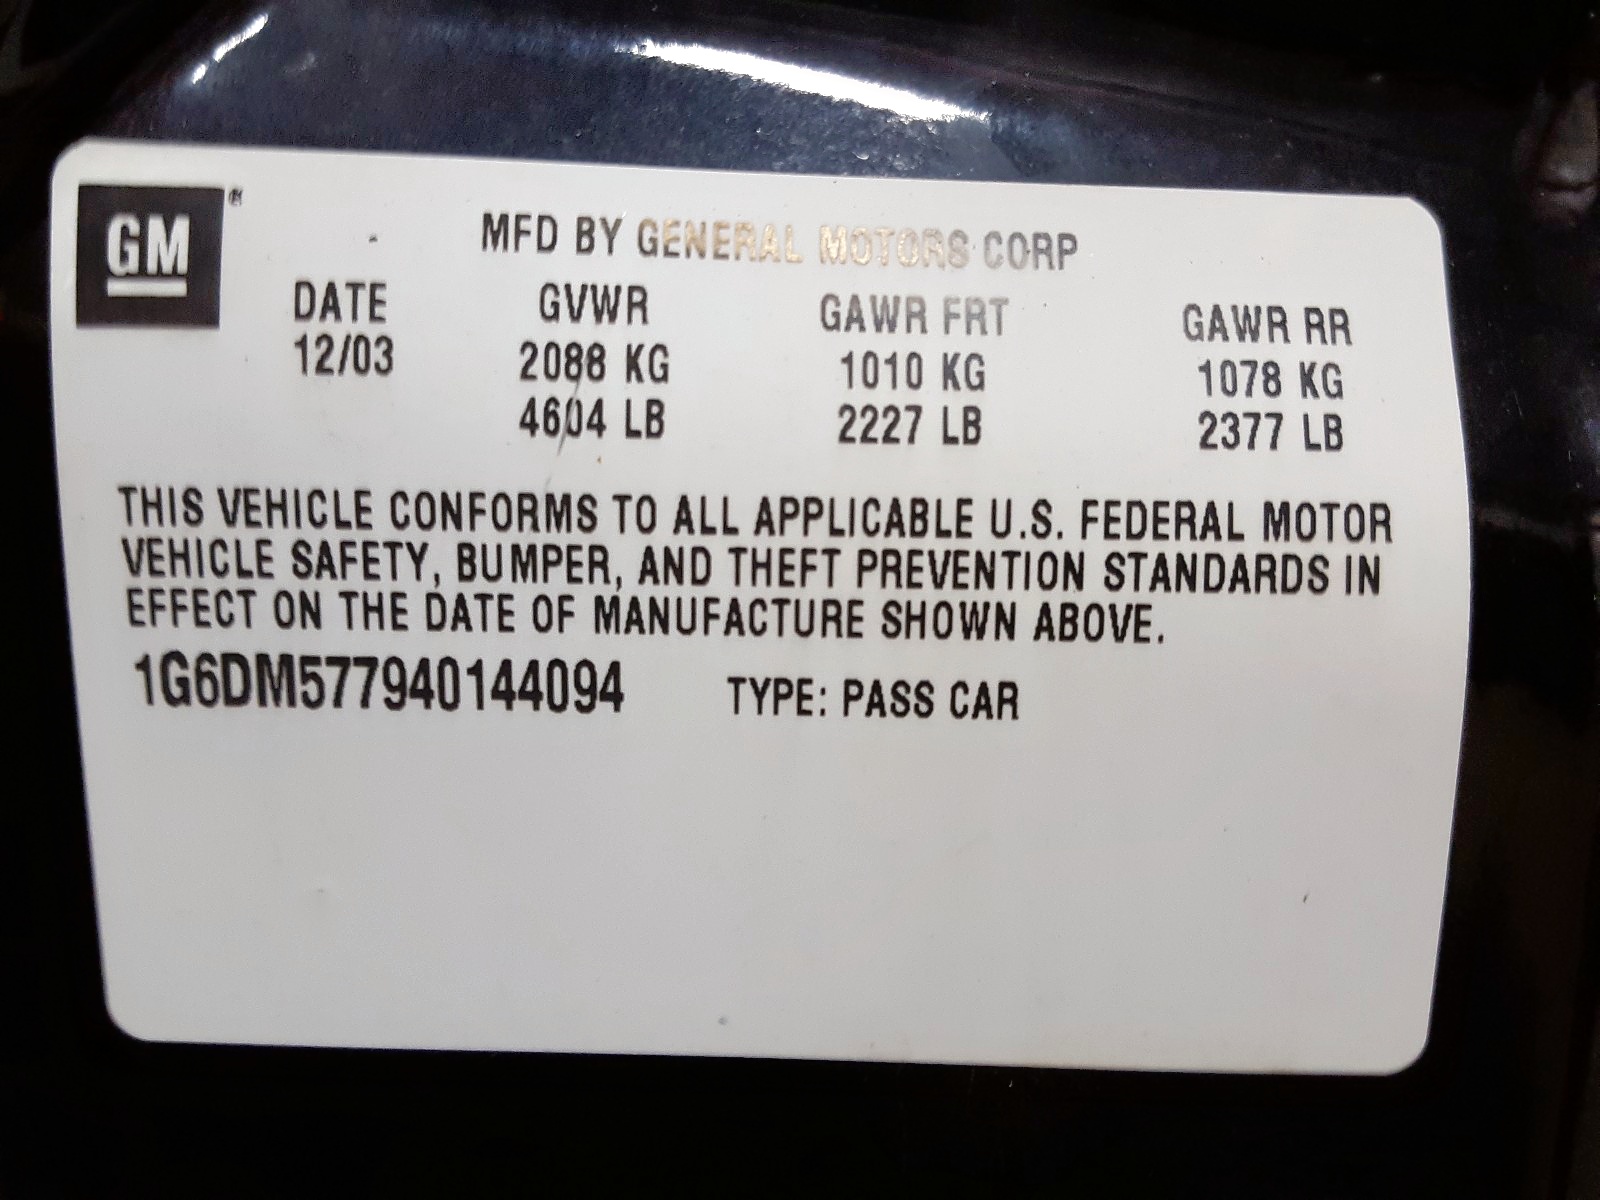 GM®
MFD BY GENERAL MOTORS CORP
DATE GVWR GAWR FRT GAWR RR
12/03 2088 KG 1010 KG 1078 KG
4604 LB 2227 LB 2377 LB
THIS VEHICLE CONFORMS TO ALL APPLICABLE U.S. FEDERAL MOTOR
VEHICLE SAFETY, BUMPER, AND THEFT PREVENTION STANDARDS IN
EFFECT ON THE DATE OF MANUFACTURE SHOWN ABOVE.
1G6DM577940144094 TYPE: PASS CAR